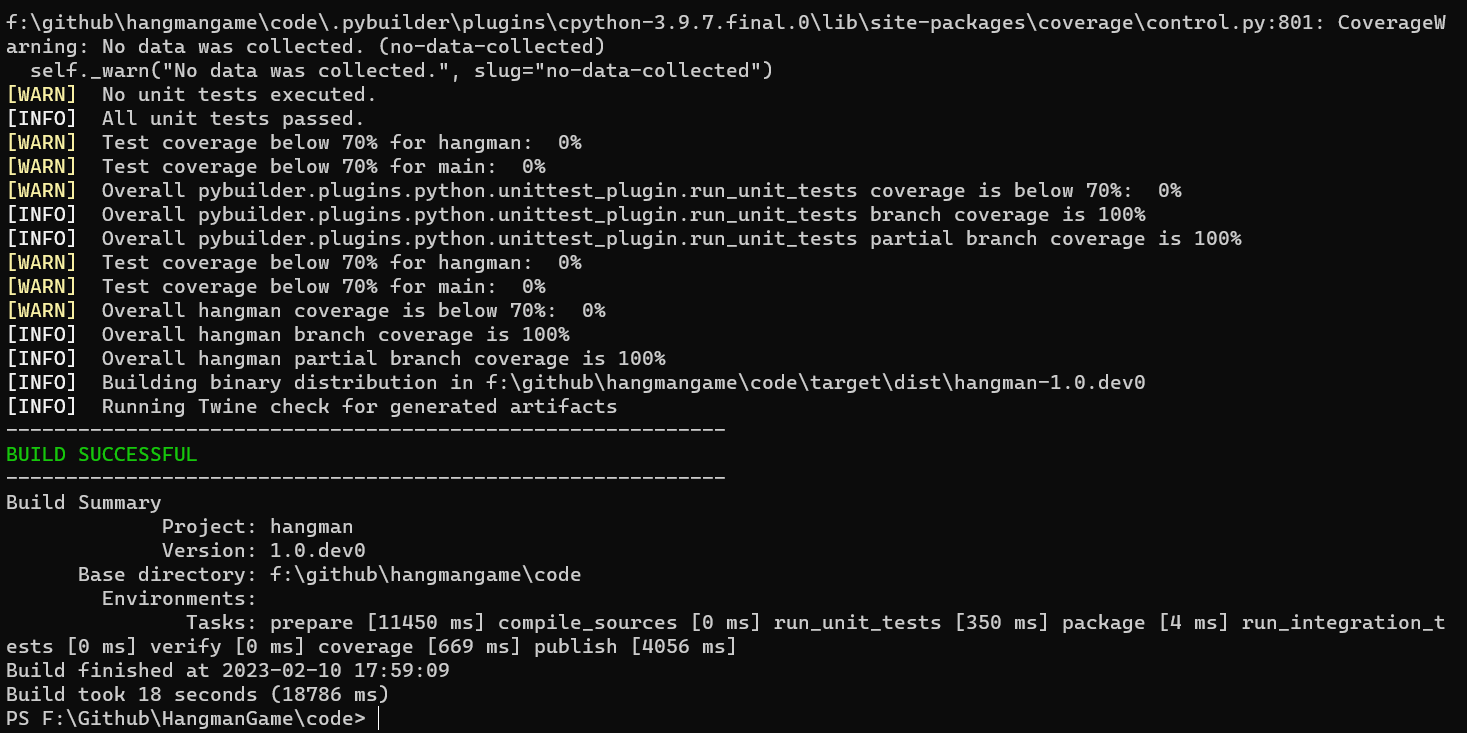 f:\github\hangmangame\code\.pybuilder\plugins\cpython-3.9.7.final.0\lib\site-packages\coverage\control.py:801: CoverageW
arning: No data was collected. (no-data-collected)
  self._warn("No data was collected.", slug="no-data-collected")
[WARN]  No unit tests executed.
[INFO]  All unit tests passed.
[WARN]  Test coverage below 70% for hangman:  0%
[WARN]  Test coverage below 70% for main:  0%
[WARN]  Overall pybuilder.plugins.python.unittest_plugin.run_unit_tests coverage is below 70%:  0%
[INFO]  Overall pybuilder.plugins.python.unittest_plugin.run_unit_tests branch coverage is 100%
[INFO]  Overall pybuilder.plugins.python.unittest_plugin.run_unit_tests partial branch coverage is 100%
[WARN]  Test coverage below 70% for hangman:  0%
[WARN]  Test coverage below 70% for main:  0%
[WARN]  Overall hangman coverage is below 70%:  0%
[INFO]  Overall hangman branch coverage is 100%
[INFO]  Overall hangman partial branch coverage is 100%
[INFO]  Building binary distribution in f:\github\hangmangame\code\target\dist\hangman-1.0.dev0
[INFO]  Running Twine check for generated artifacts
------------------------------------------------------------
BUILD SUCCESSFUL
------------------------------------------------------------
Build Summary
             Project: hangman
             Version: 1.0.dev0
      Base directory: f:\github\hangmangame\code
        Environments:
               Tasks: prepare [11450 ms] compile_sources [0 ms] run_unit_tests [350 ms] package [4 ms] run_integration_t
ests [0 ms] verify [0 ms] coverage [669 ms] publish [4056 ms]
Build finished at 2023-02-10 17:59:09
Build took 18 seconds (18786 ms)
PS F:\Github\HangmanGame\code>